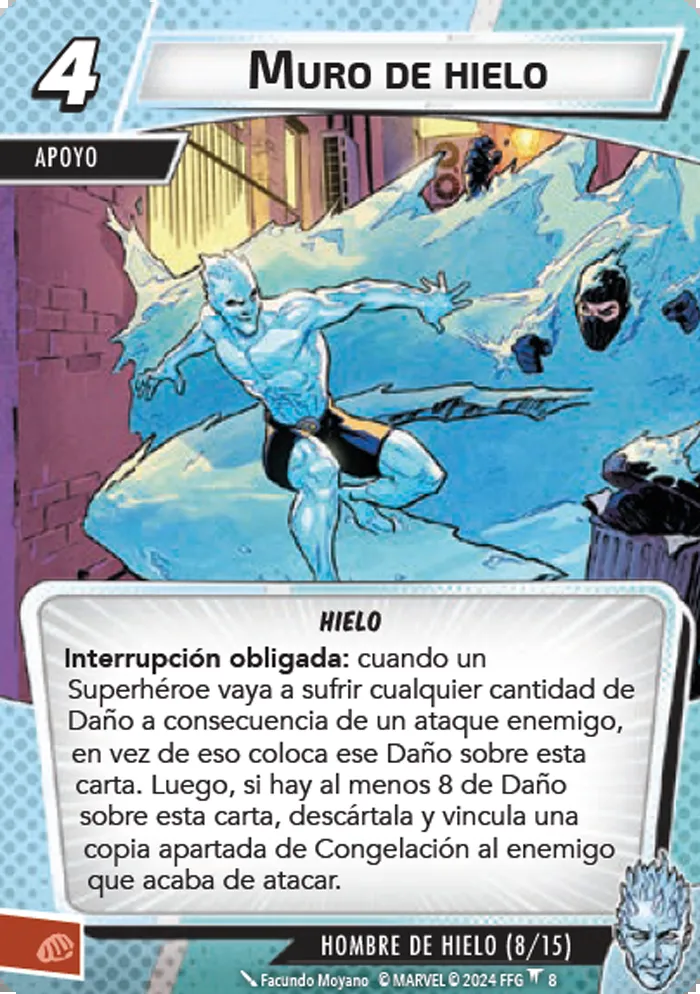 4
MURO DE HIELO
APOYO
HIELO
Interrupción obligada: cuando un
Superhéroe vaya a sufrir cualquier cantidad de
Daño a consecuencia de un ataque enemigo,
en vez de eso coloca ese Daño sobre esta
carta. Luego, si hay al menos 8 de Daño
sobre esta carta, descártala y vincula una
copia apartada de Congelación al enemigo
que acaba de atacar.
HOMBRE DE HIELO (8/15)
Facundo Moyano © MARVEL © 2024 FFG 8